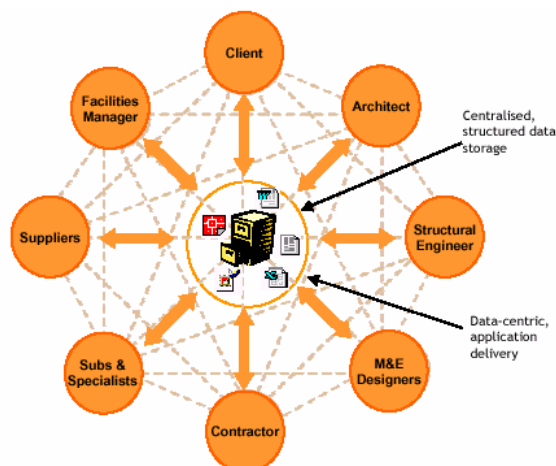 Client
Facilities
Manager
Architect
Centralised,
structured data
storage
Suppliers
Structural
Engineer
Data-centric,
application
delivery
Subs &
Specialists
M&E
Designers
Contractor